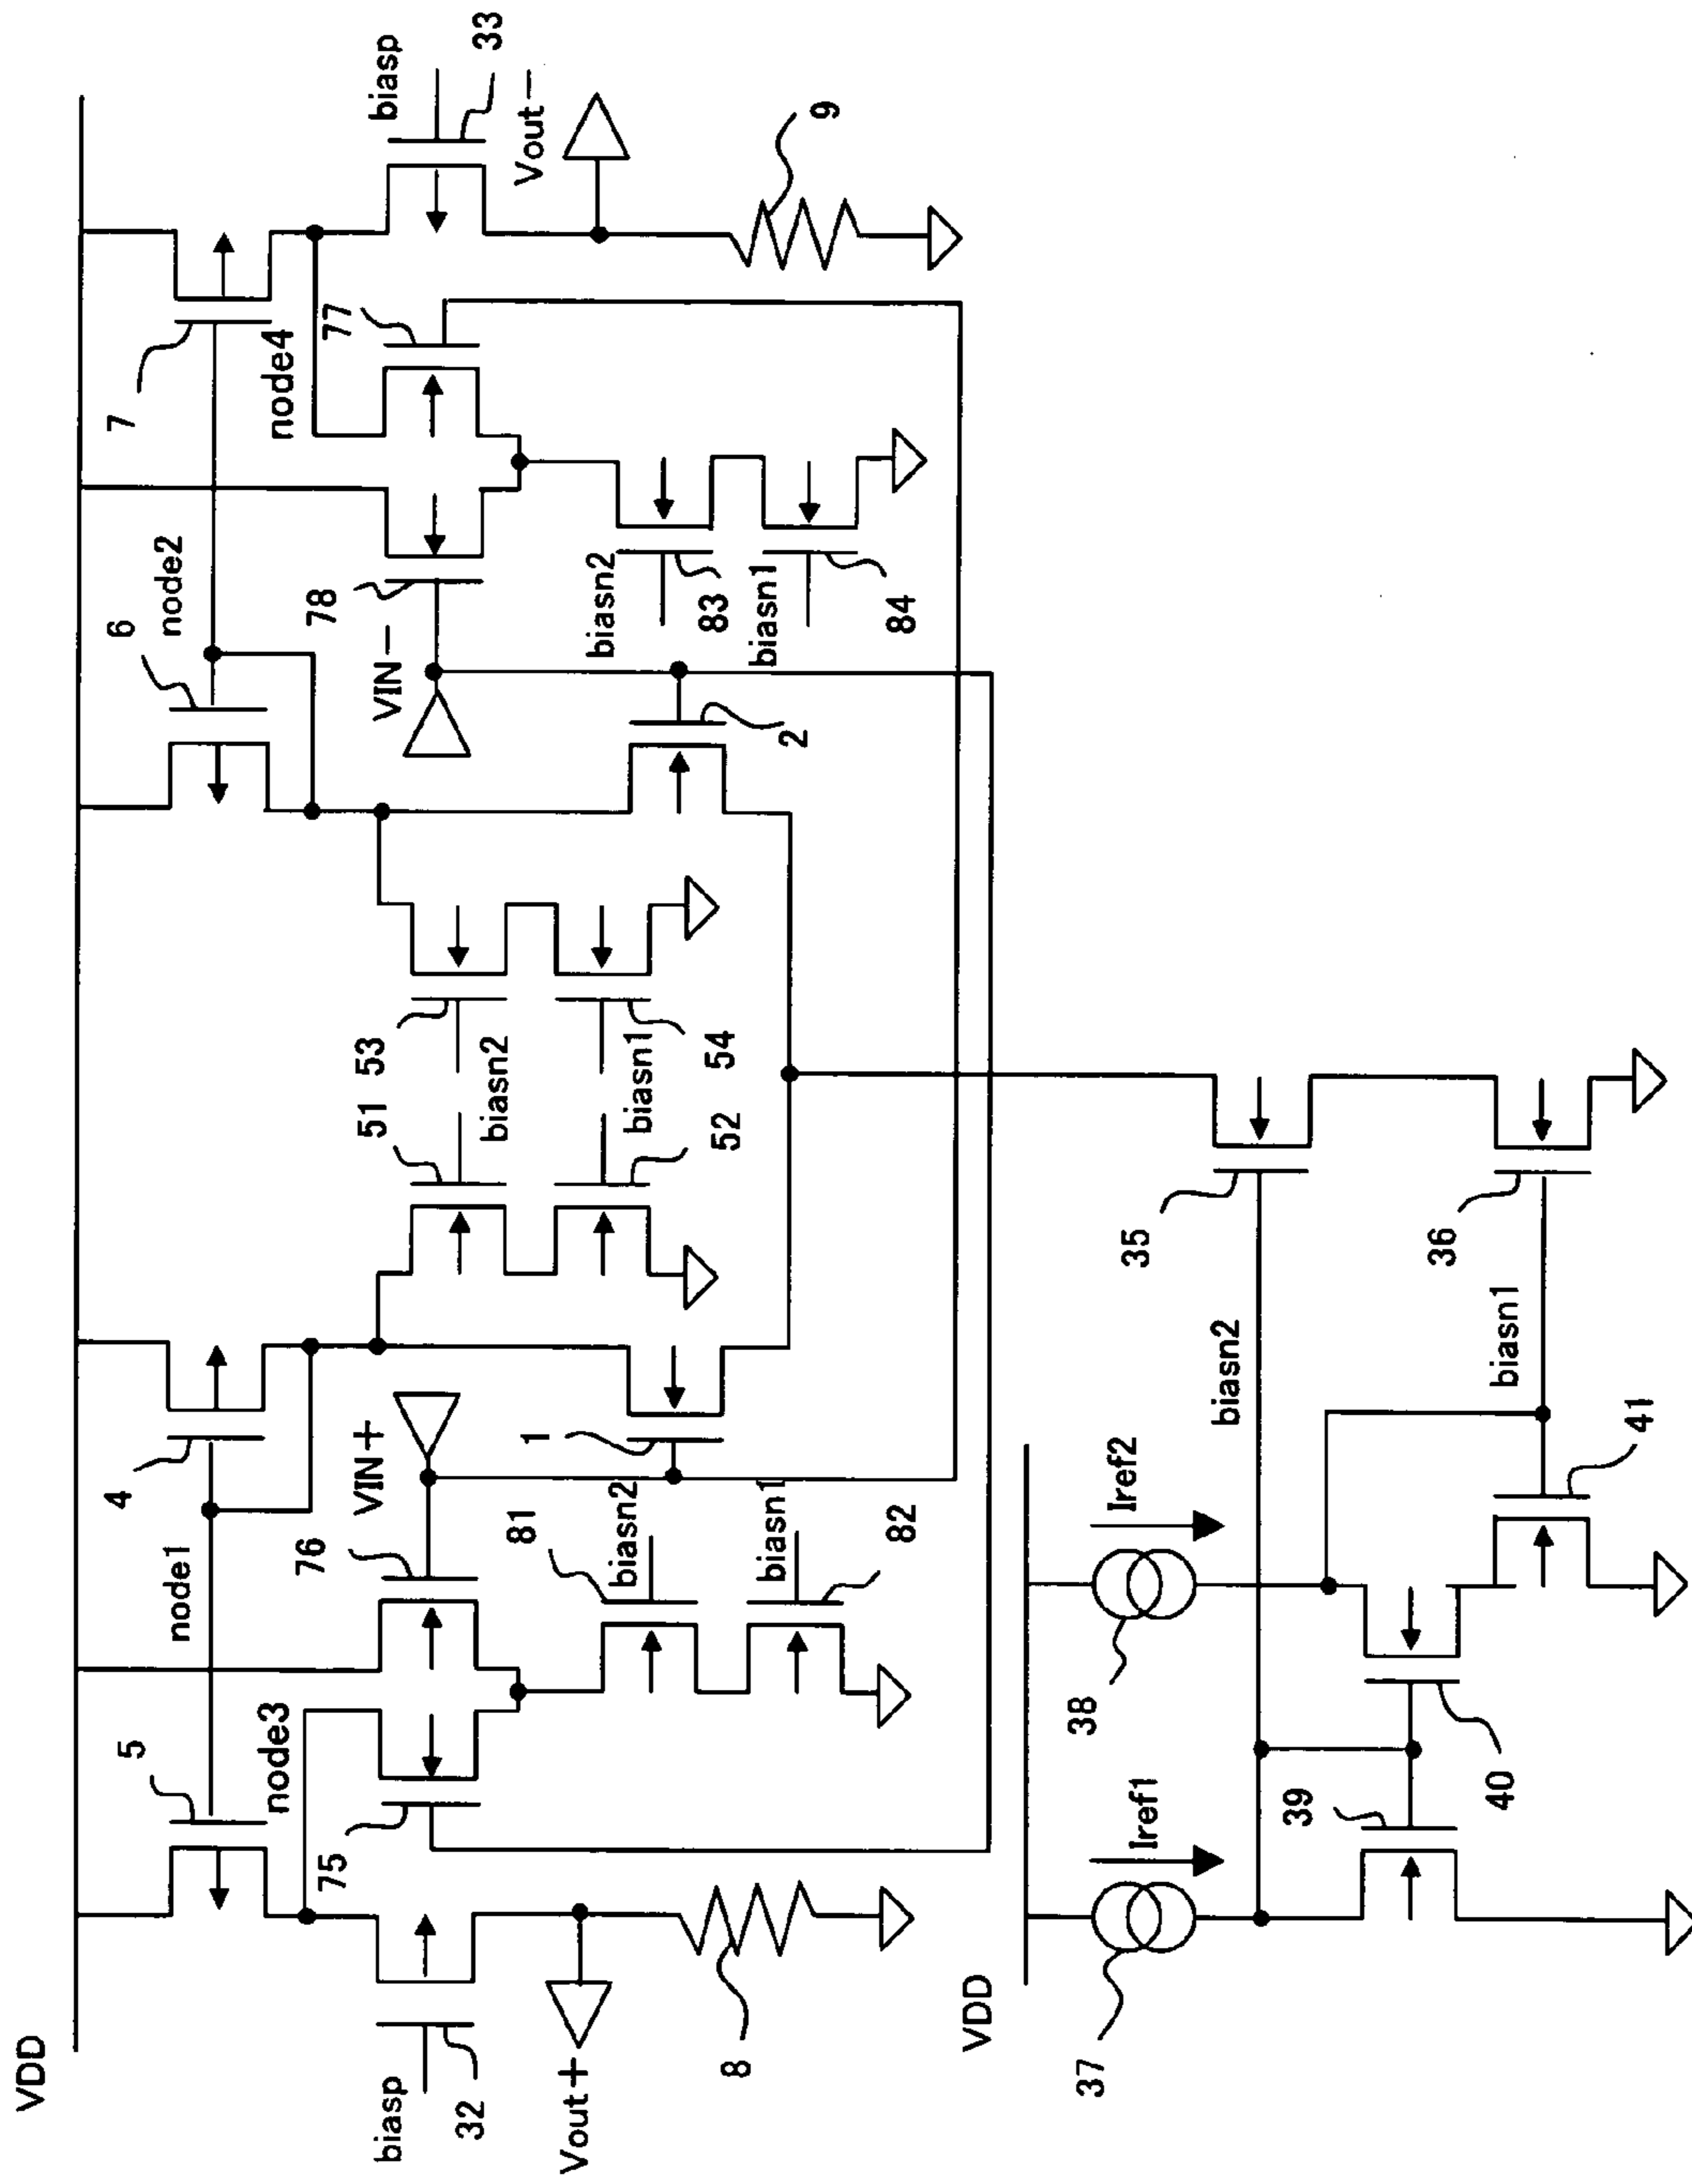 VDD
5
node3
node1
4
6
node2
7
node4
biasp
32
75
76
VIN+
51
53
VIN−
78
77
biasp
33
Vout+
8
81
biasn2
biasn1
82
1
biasn2
biasn1
52
54
2
biasn2
83
biasn1
84
Vout−
9
VDD
37
Iref1
38
Iref2
biasn2
35
39
40
41
biasn1
36